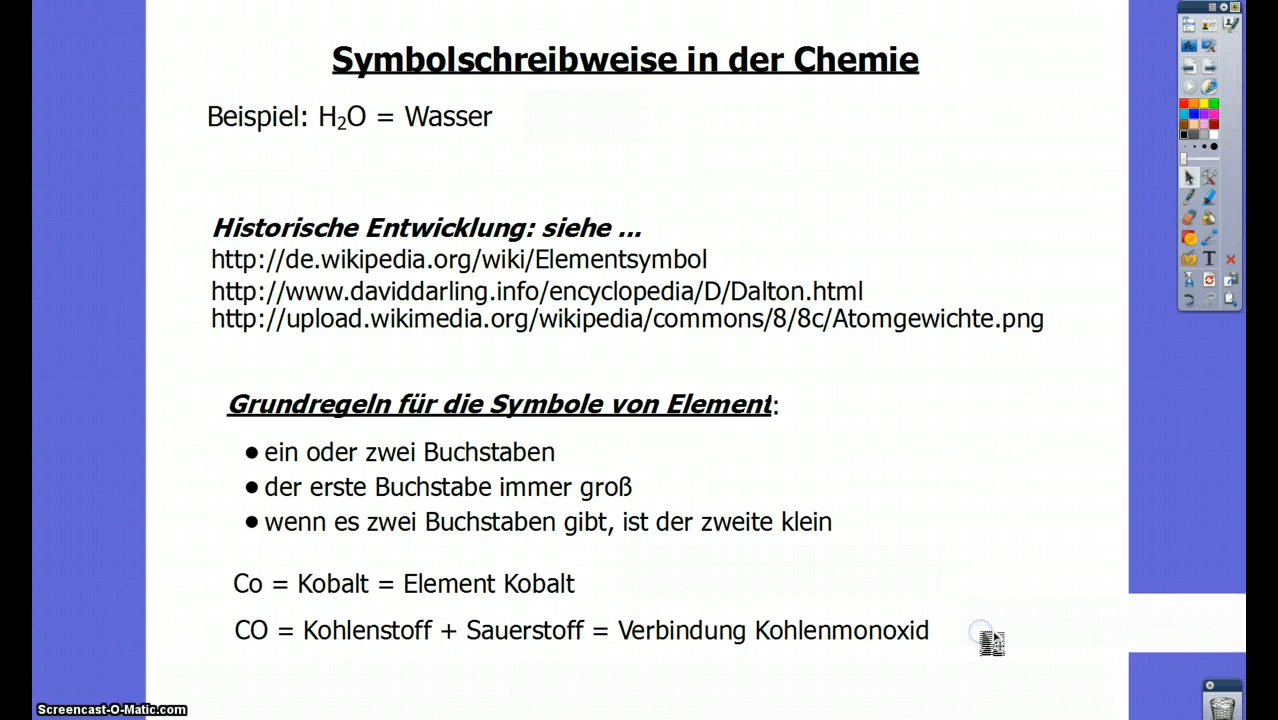 Symbolschreibweise in der Chemie
Beispiel: H₂O = Wasser
Historische Entwicklung: siehe ...
http://de.wikipedia.org/wiki/Elementsymbol
http://www.daviddarling.info/encyclopedia/D/Dalton.html
http://upload.wikimedia.org/wikipedia/commons/8/8c/Atomgewichte.png
Grundregeln für die Symbole von Element:
● ein oder zwei Buchstaben
● der erste Buchstabe immer groß
● wenn es zwei Buchstaben gibt, ist der zweite klein
Co = Kobalt = Element Kobalt
CO = Kohlenstoff + Sauerstoff = Verbindung Kohlenmonoxid
Screencast-O-Matic.com